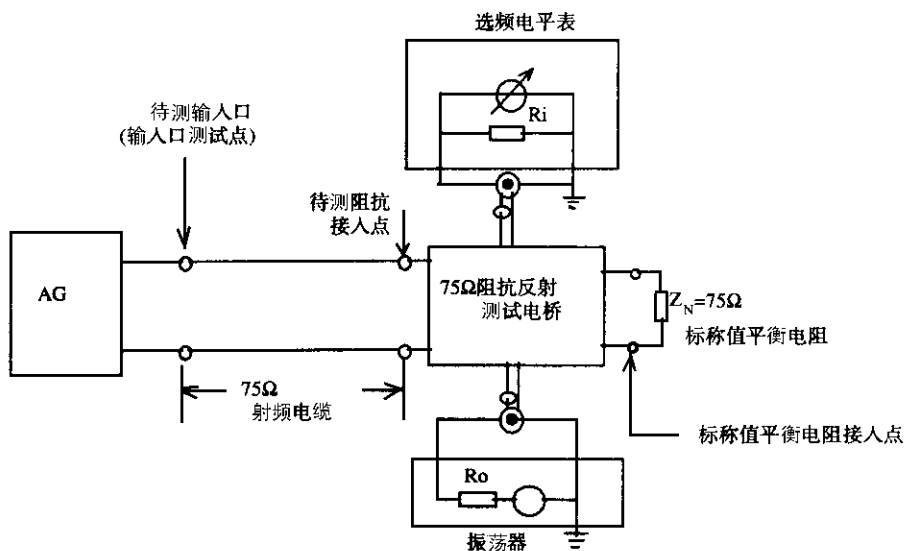 选频电平表
Ri
待测输入口
(输入口测试点)
待测阻抗
接入点
AG
75Ω阻抗反射
测试电桥
Z_N=75Ω
标称值平衡电阻
75Ω
射频电缆
标称值平衡电阻接入点
Ro
振荡器